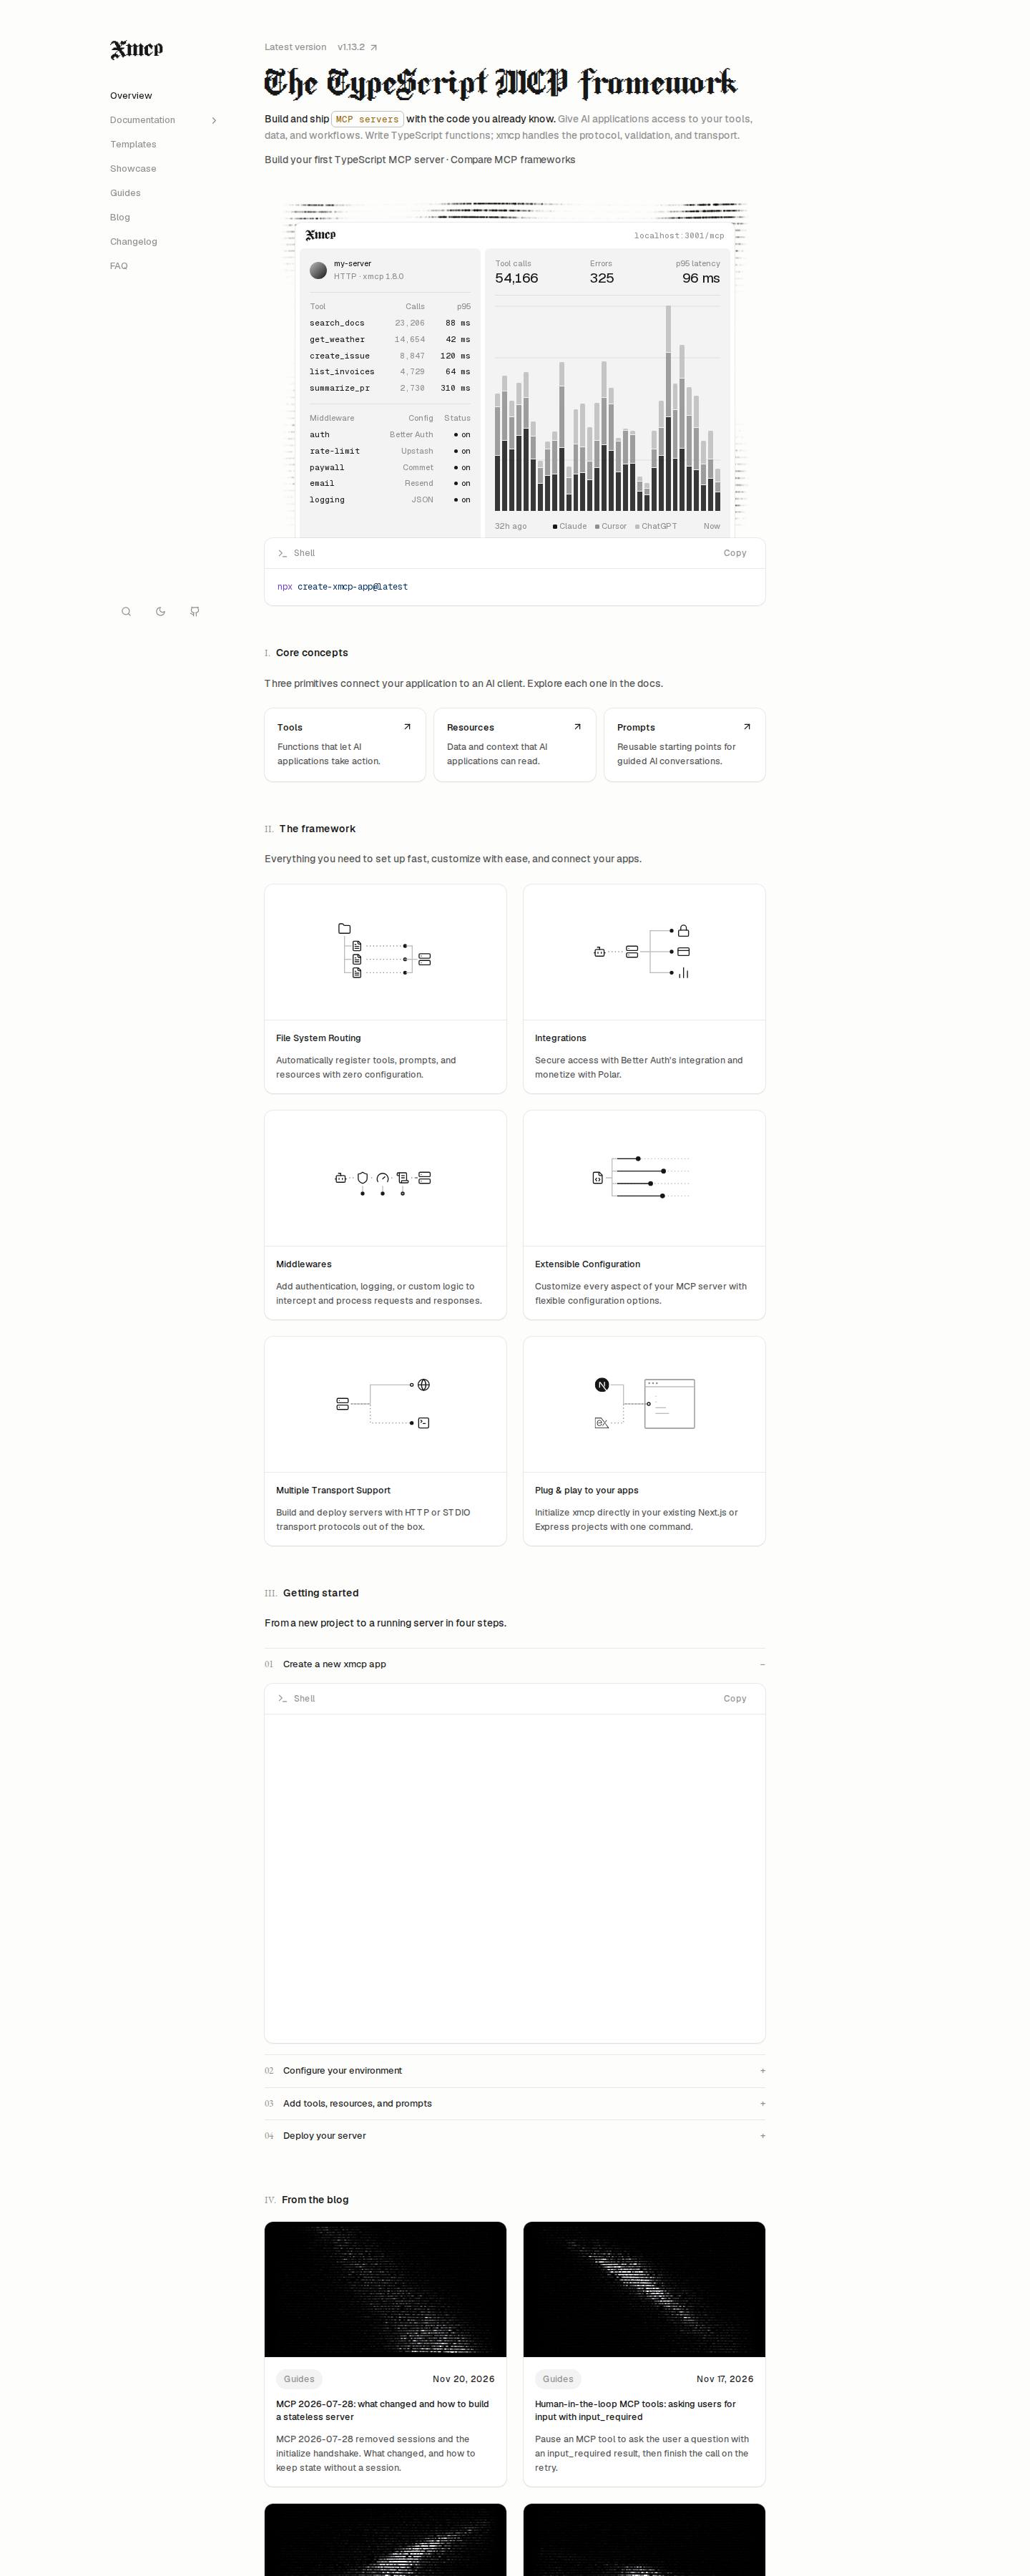 Xmcp
Overview
Documentation
Templates
Showcase
Guides
Blog
Changelog
FAQ
Latest version v1.13.2
The TypeScript MCP framework
Build and ship MCP servers with the code you already know. Give AI applications access to your tools,
data, and workflows. Write TypeScript functions; xmcp handles the protocol, validation, and transport.
Build your first TypeScript MCP server · Compare MCP frameworks
Xmcp
localhost:3001/mcp
my-server
HTTP · xmcp 1.8.0
Tool Calls p95
search_docs 23,206 88 ms
get_weather 14,654 42 ms
create_issue 8,847 120 ms
list_invoices 4,729 64 ms
summarize_pr 2,730 310 ms
Middleware Config Status
auth Better Auth on
rate-limit Upstash on
paywall Commet on
email Resend on
logging JSON on
Tool calls Errors p95 latency
54,166 325 96 ms
32h ago Claude Cursor ChatGPT Now
Shell Copy
npx create-xmcp-app@latest
I. Core concepts
Three primitives connect your application to an AI client. Explore each one in the docs.
Tools
Functions that let AI
applications take action.
Resources
Data and context that AI
applications can read.
Prompts
Reusable starting points for
guided AI conversations.
II. The framework
Everything you need to set up fast, customize with ease, and connect your apps.
File System Routing
Automatically register tools, prompts, and
resources with zero configuration.
Integrations
Secure access with Better Auth's integration and
monetize with Polar.
Middlewares
Add authentication, logging, or custom logic to
intercept and process requests and responses.
Extensible Configuration
Customize every aspect of your MCP server with
flexible configuration options.
Multiple Transport Support
Build and deploy servers with HTTP or STDIO
transport protocols out of the box.
N
ex
Plug & play to your apps
Initialize xmcp directly in your existing Next.js or
Express projects with one command.
III. Getting started
From a new project to a running server in four steps.
01 Create a new xmcp app −
Shell Copy
02 Configure your environment +
03 Add tools, resources, and prompts +
04 Deploy your server +
IV. From the blog
Guides Nov 20, 2026
MCP 2026-07-28: what changed and how to build
a stateless server
MCP 2026-07-28 removed sessions and the
initialize handshake. What changed, and how to
keep state without a session.
Guides Nov 17, 2026
Human-in-the-loop MCP tools: asking users for
input with input_required
Pause an MCP tool to ask the user a question with
an input_required result, then finish the call on the
retry.